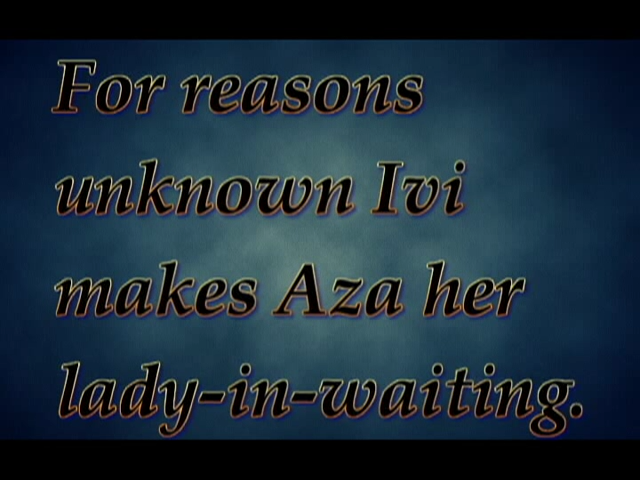 For reasons
unknown Ivi
makes Aza her
lady-in-waiting.